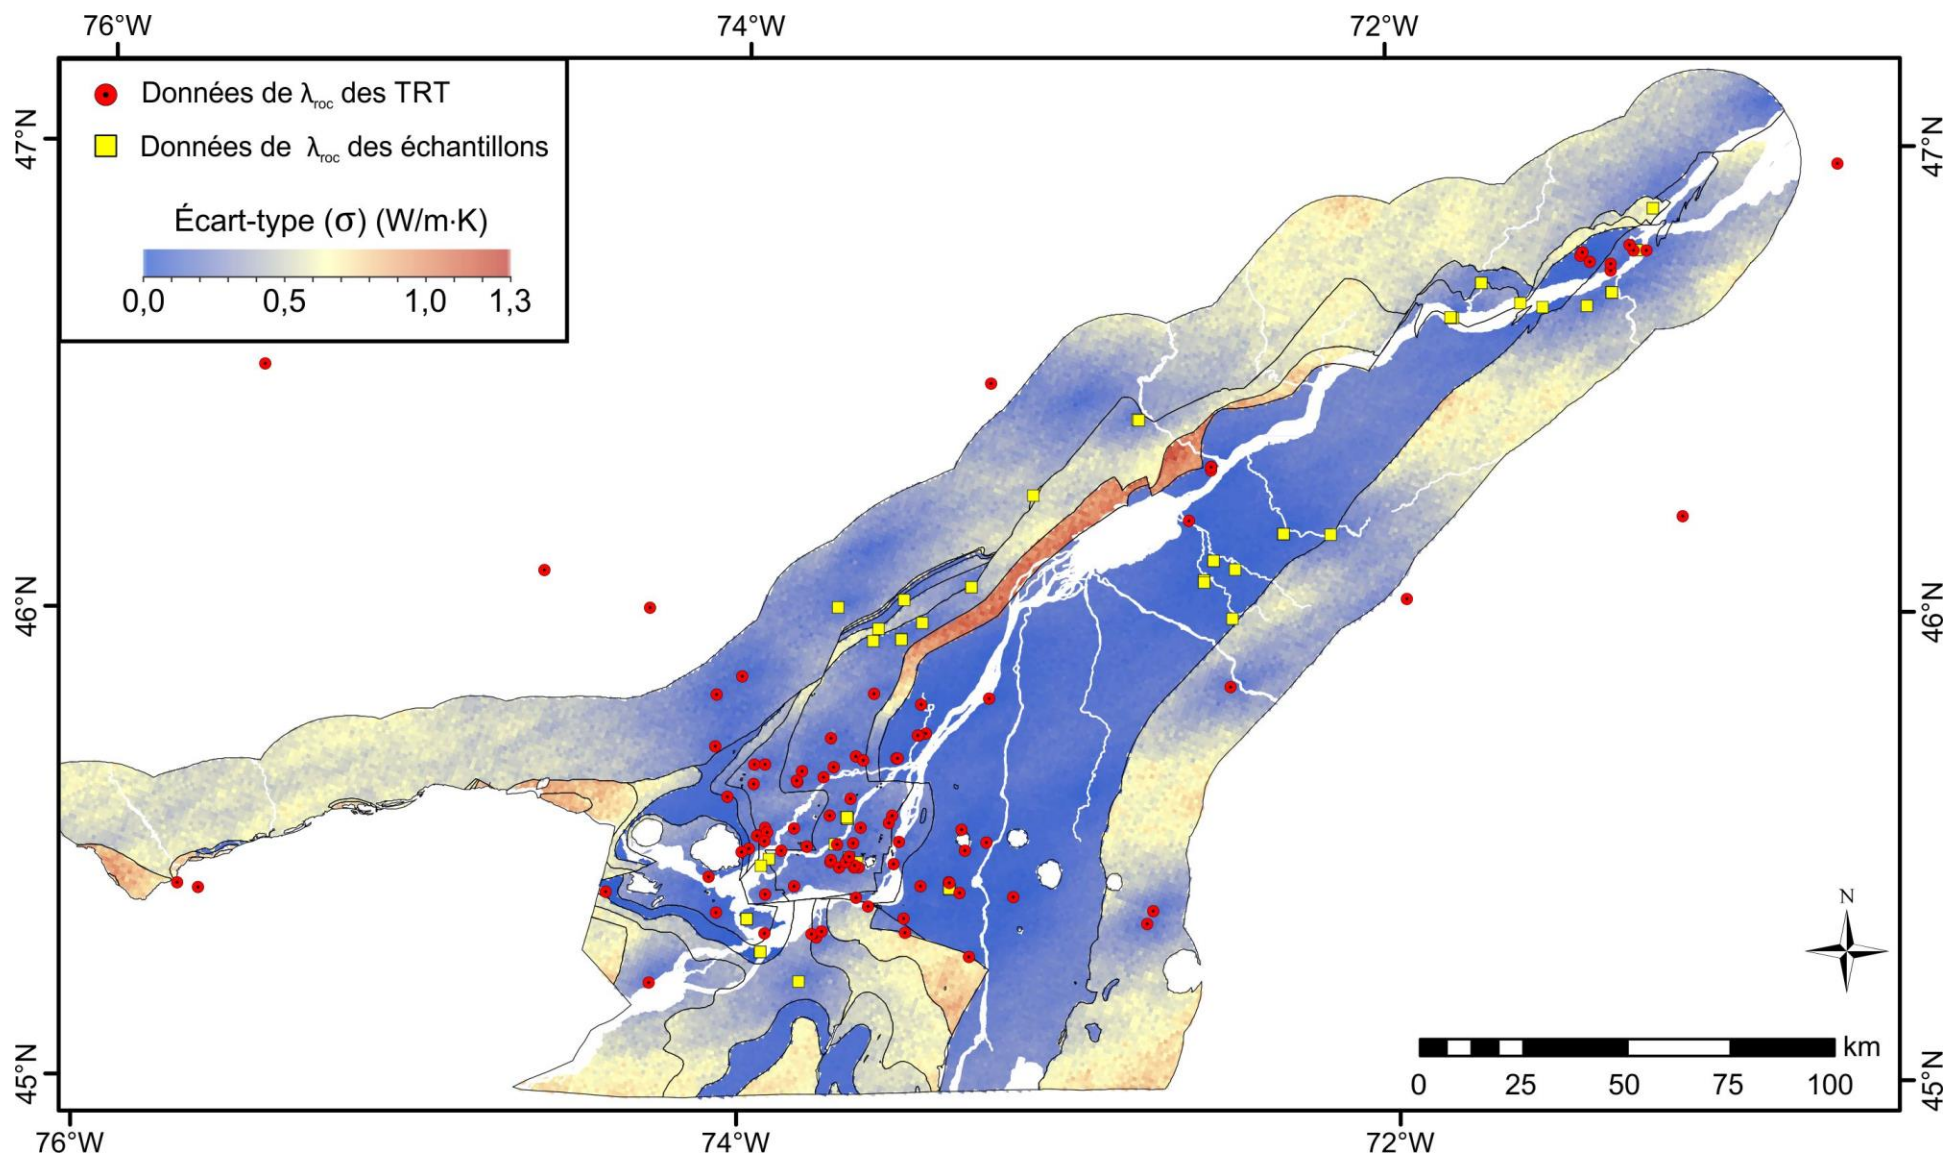 76°W 74°W 72°W
Données de λroc des TRT
Données de λroc des échantillons
Écart-type (σ) (W/m·K)
0,0 0,5 1,0 1,3
47°N 47°N
46°N 46°N
N
km
0 25 50 75 100
45°N 45°N
76°W 74°W 72°W